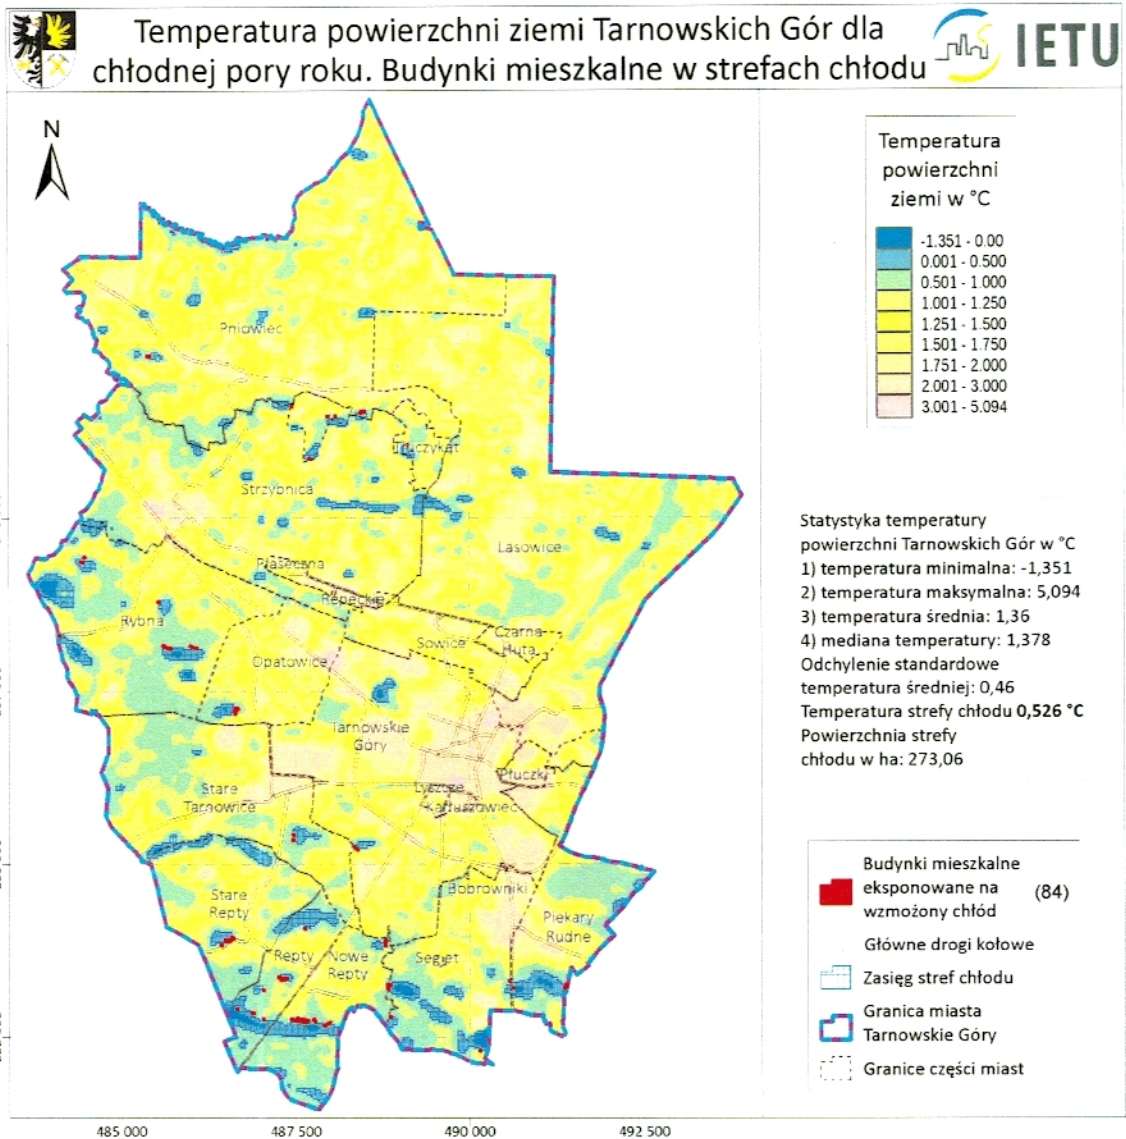 Temperatura powierzchni ziemi Tarnowskich Gór dla
chłodnej pory roku. Budynki mieszkalne w strefach chłodu
IETU
N
Temperatura
powierzchni
ziemi w °C
-1.351 - 0.00
0.001 - 0.500
0.501 - 1.000
1.001 - 1.250
1.251 - 1.500
1.501 - 1.750
1.751 - 2.000
2.001 - 3.000
3.001 - 5.094
Pniowiec
Truczykat
Strzybnica
Lasowice
Piaseczna
Repeckie
Rybna
Sowice
Czarna
Huta
Opatowice
Tarnowskie
Góry
Płuczki
Lyszcze
Kaffuszowiec
Stare
Tarnowice
Bobrowniki
Stare
Repty
Piekary
Rudne
Repty
Nowe
Repty
Segiet
Statystyka temperatury
powierzchni Tarnowskich Gór w °C
1) temperatura minimalna: -1,351
2) temperatura maksymalna: 5,094
3) temperatura średnia: 1,36
4) mediana temperatury: 1,378
Odchylenie standardowe
temperatura średniej: 0,46
Temperatura strefy chłodu 0,526 °C
Powierzchnia strefy
chłodu w ha: 273,06
Budynki mieszkalne
eksponowane na (84)
wzmożony chłód
Główne drogi kołowe
Zasięg stref chłodu
Granica miasta
Tarnowskie Góry
Granice części miast
485 000
487 500
490 000
492 500